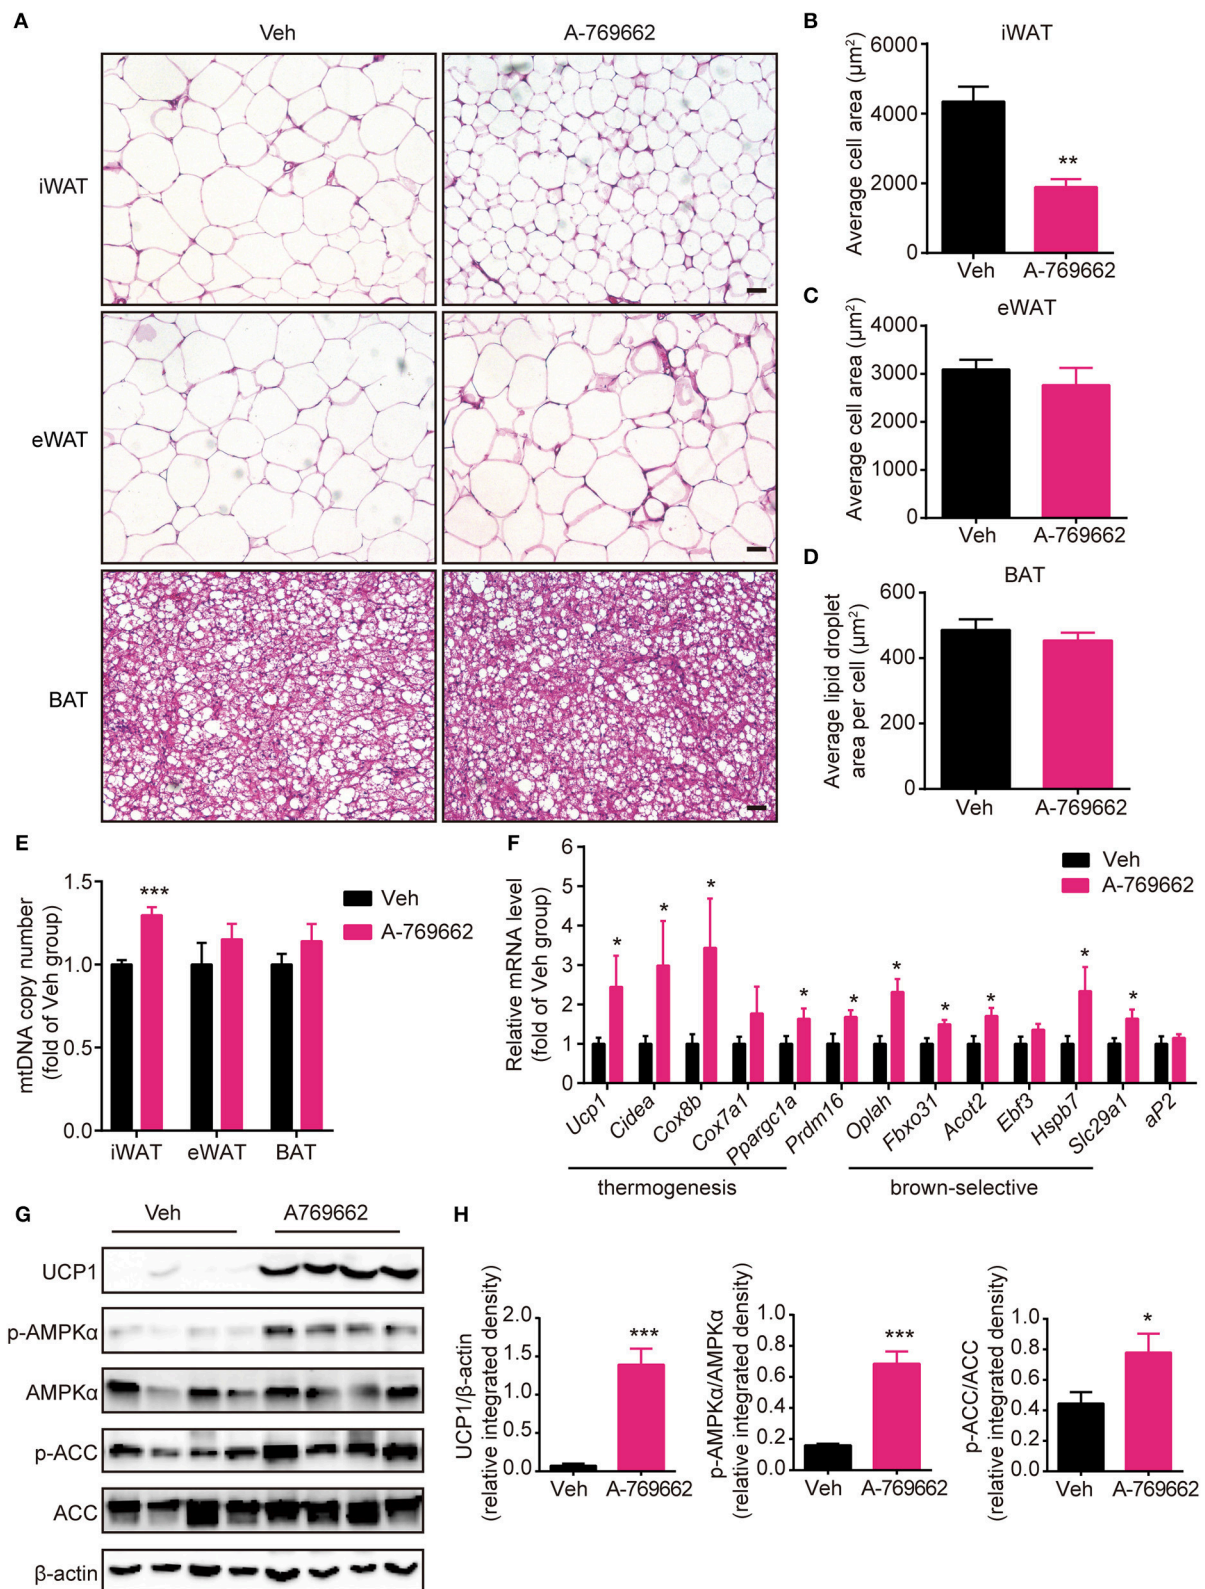 A
Veh
A-769662
iWAT
eWAT
BAT
B
iWAT
Average cell area (µm²)
6000
4000
2000
0
**
Veh
A-769662
C
eWAT
Average cell area (µm²)
4000
3000
2000
1000
0
Veh
A-769662
D
BAT
Average lipid droplet
area per cell (µm²)
600
400
200
0
Veh
A-769662
E
mtDNA copy number
(fold of Veh group)
1.5
1.0
0.5
0.0
***
Veh
A-769662
iWAT
eWAT
BAT
F
Relative mRNA level
(fold of Veh group)
6
5
4
3
2
1
0
* * * * * * * * * *
Veh
A-769662
Ucp1
Cidea
Cox8b
Cox7a1
Ppargc1a
Prdm16
Oplah
Fbxo31
Acot2
Ebf3
Hspb7
Slc29a1
aP2
thermogenesis
brown-selective
G
Veh
A769662
UCP1
p-AMPKα
AMPKα
p-ACC
ACC
β-actin
H
UCP1/β-actin
(relative integrated density)
2.0
1.5
1.0
0.5
0.0
***
Veh
A-769662
p-AMPKα/AMPKα
(relative integrated density)
1.0
0.8
0.6
0.4
0.2
0.0
***
Veh
A-769662
p-ACC/ACC
(relative integrated density)
1.0
0.8
0.6
0.4
0.2
0.0
*
Veh
A-769662